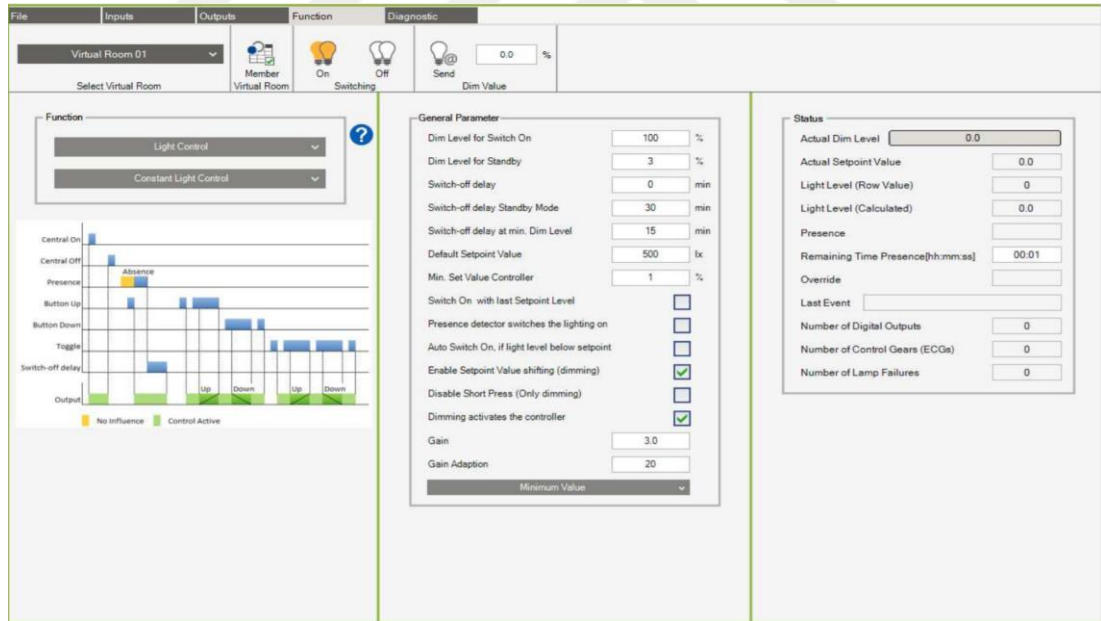 File Inputs Outputs Function Diagnostic
Virtual Room 01
Select Virtual Room
Member
Virtual Room
On Off
Switching
Send 0.0 %
Dim Value
Function
Light Control
Constant Light Control
?
Central On
Central Off
Absence
Presence
Button Up
Button Down
Toggle
Switch-off delay
Up Down Up Down
Output
No Influence Control Active
General Parameter
Dim Level for Switch On 100 %
Dim Level for Standby 3 %
Switch-off delay 0 min
Switch-off delay Standby Mode 30 min
Switch-off delay at min. Dim Level 15 min
Default Setpoint Value 500 lx
Min. Set Value Controller 1 %
Switch On with last Setpoint Level
Presence detector switches the lighting on
Auto Switch On, if light level below setpoint
Enable Setpoint Value shifting (dimming)
Disable Short Press (Only dimming)
Dimming activates the controller
Gain 3.0
Gain Adaption 20
Minimum Value
Status
Actual Dim Level 0.0
Actual Setpoint Value 0.0
Light Level (Row Value) 0
Light Level (Calculated) 0.0
Presence
Remaining Time Presence[hh:mm:ss] 00:01
Override
Last Event
Number of Digital Outputs 0
Number of Control Gears (ECGs) 0
Number of Lamp Failures 0